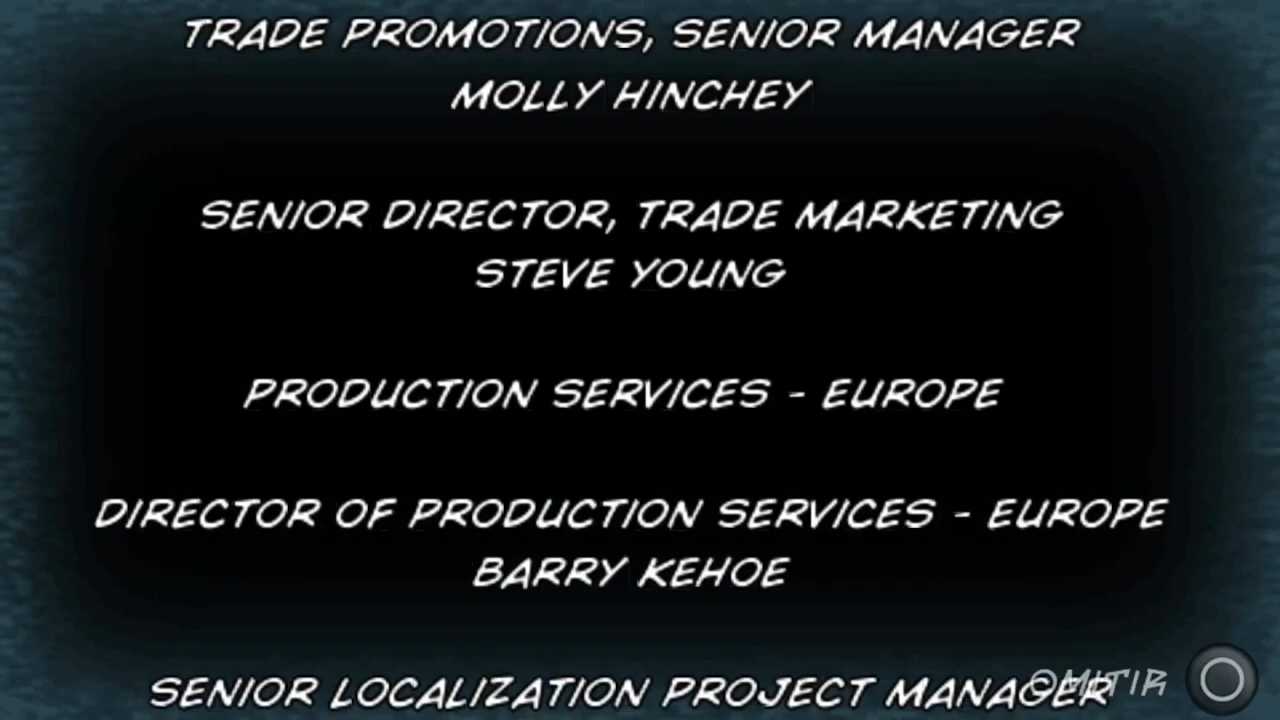 TRADE PROMOTIONS, SENIOR MANAGER
MOLLY HINCHEY
SENIOR DIRECTOR, TRADE MARKETING
STEVE YOUNG
PRODUCTION SERVICES - EUROPE
DIRECTOR OF PRODUCTION SERVICES - EUROPE
BARRY KEHOE
SENIOR LOCALIZATION PROJECT MANAGER
OMITIR